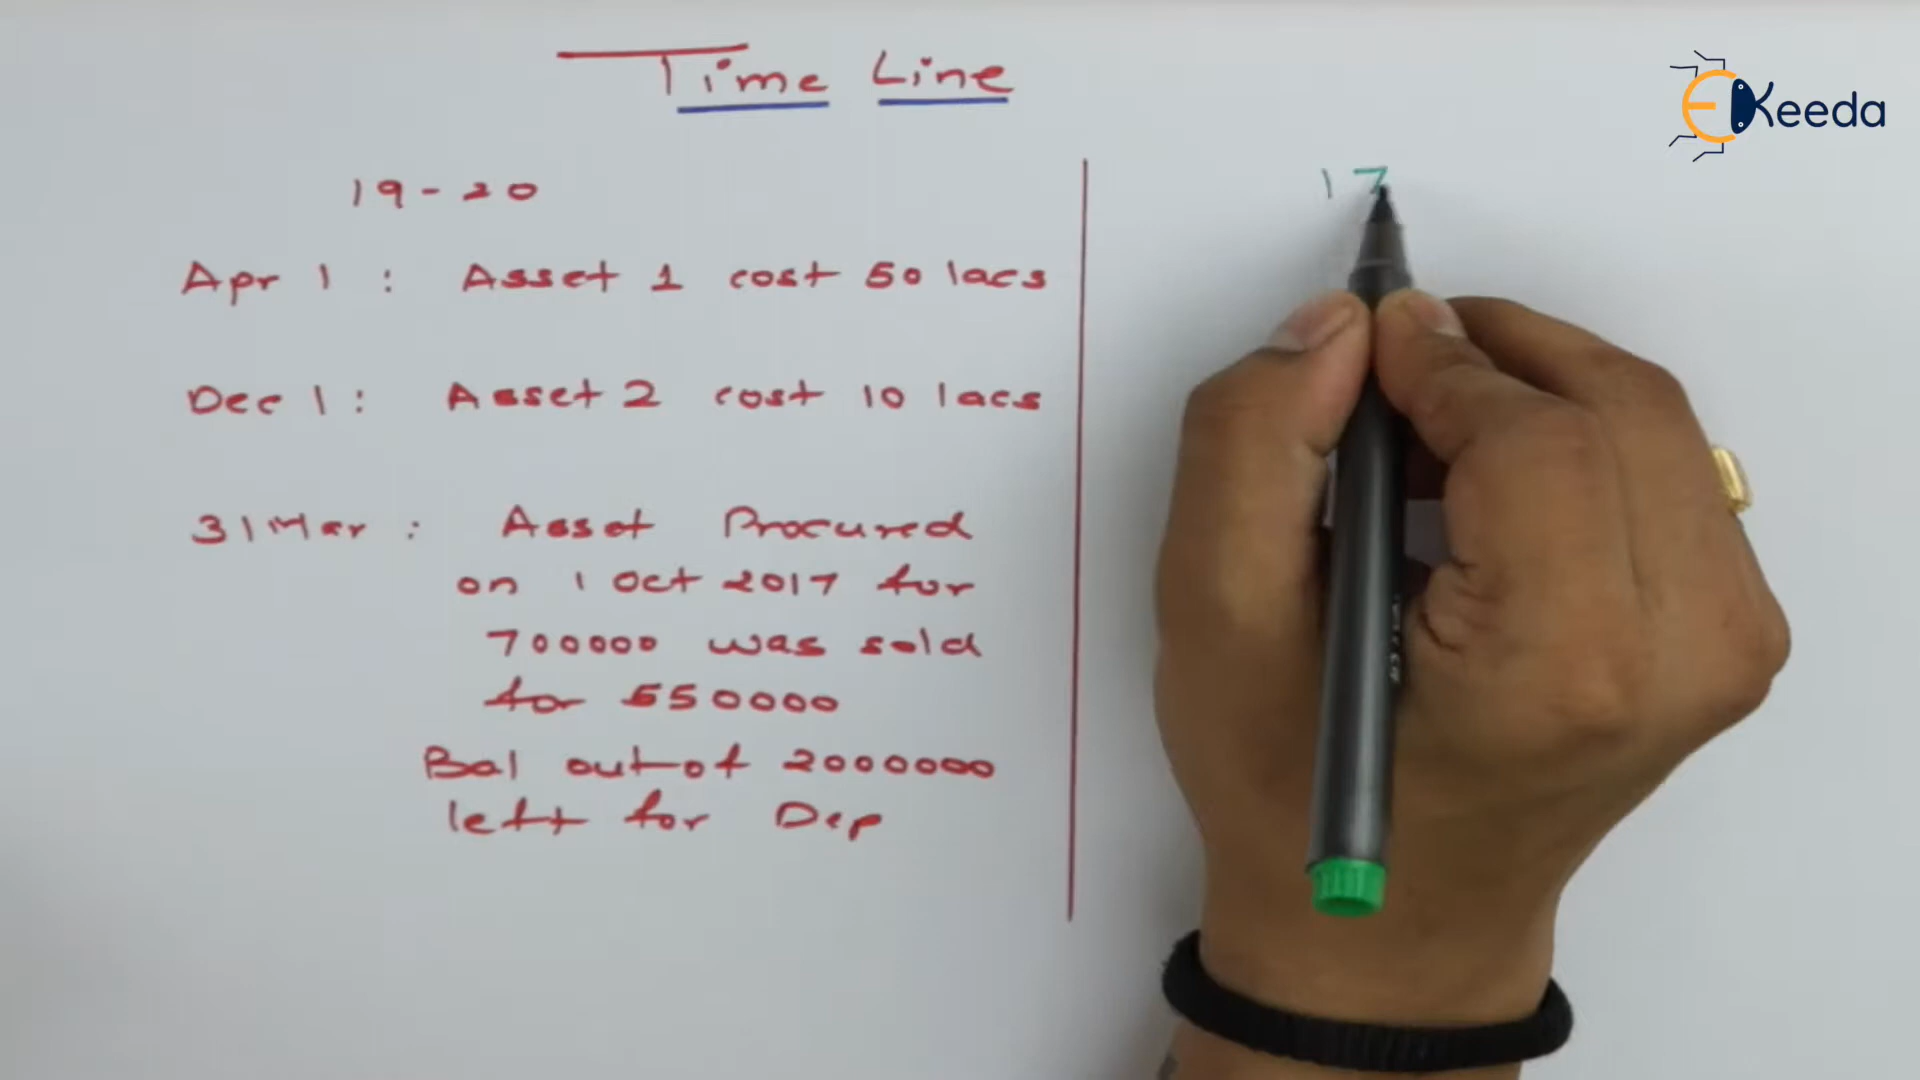 Time Line
19-20
Apr 1 : Asset 1 cost 50 lacs
Dec 1 : Asset 2 cost 10 lacs
31 Mar : Asset Procured
on 1 Oct 2017 for
700000 was sold
for 550000
Bal out of 2000000
left for Dep
17
EKeeda